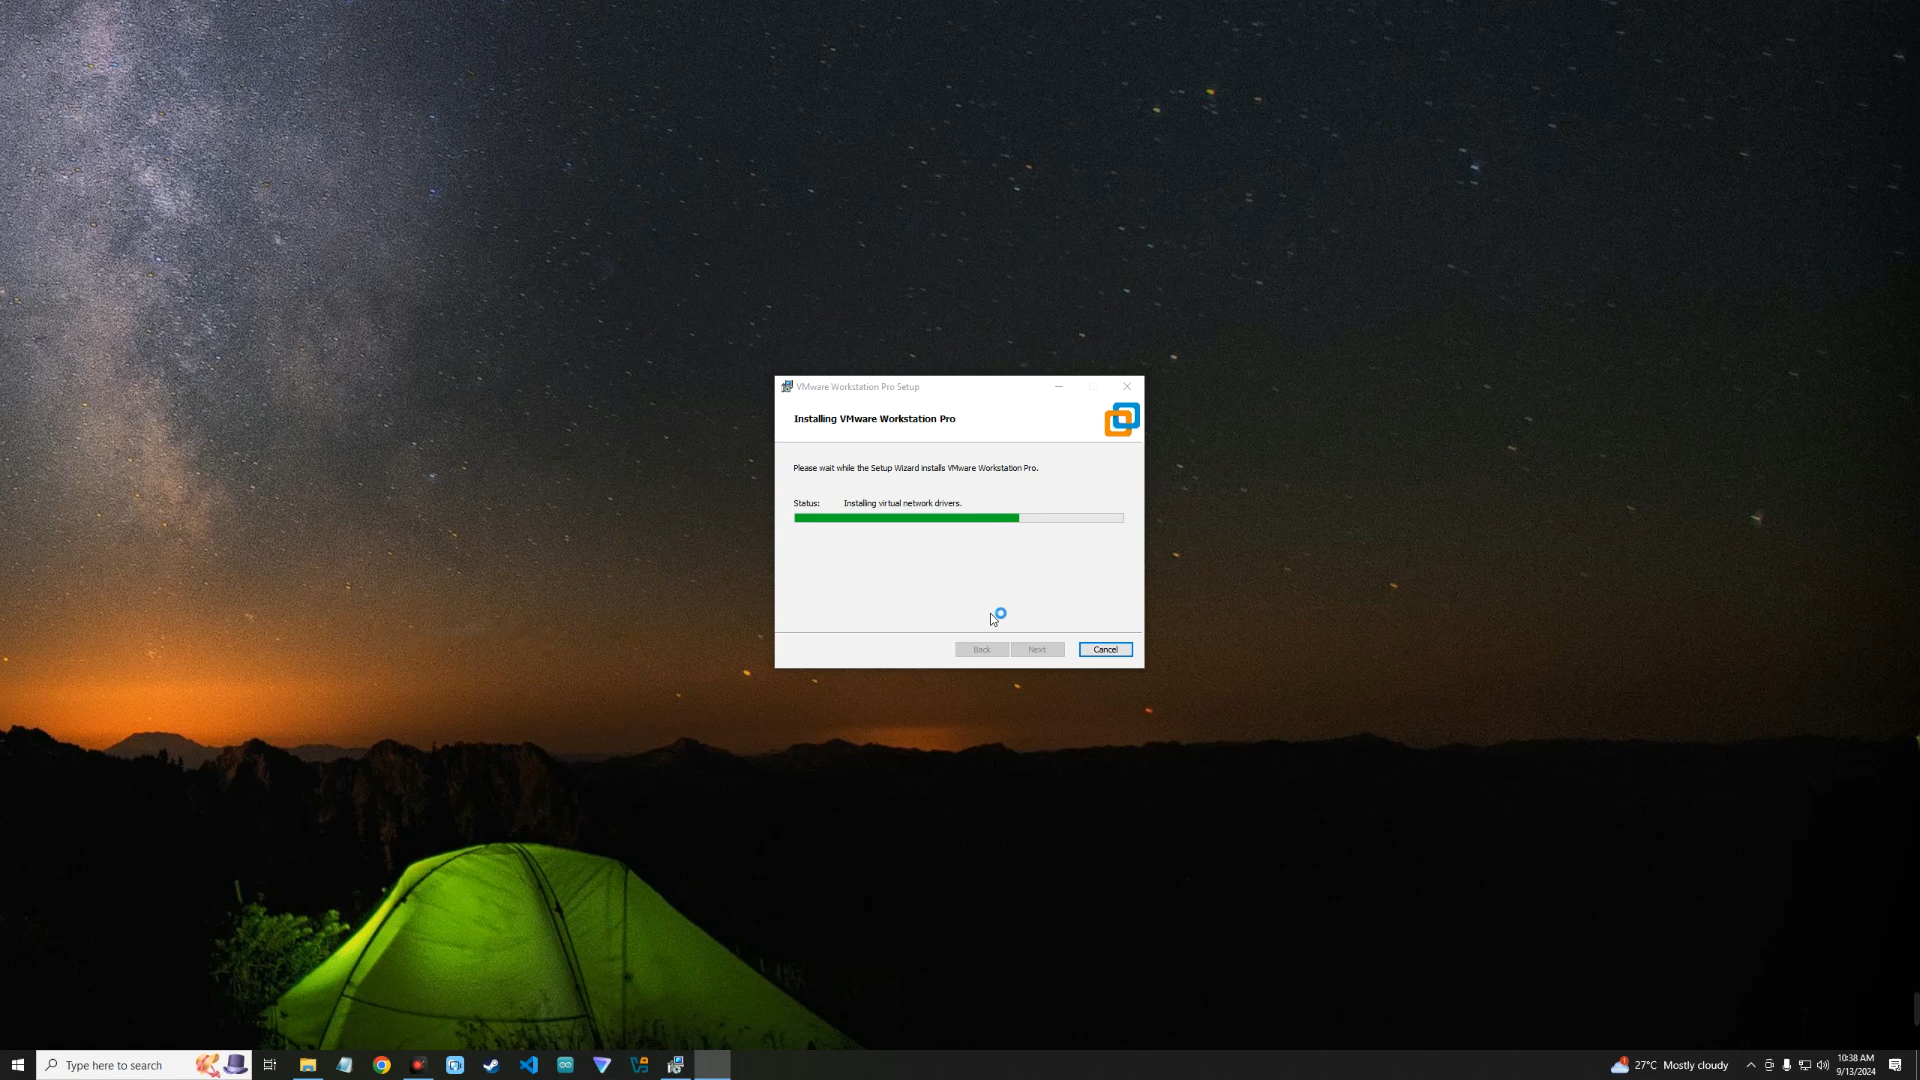 VMware Workstation Pro Setup
Installing VMware Workstation Pro
Please wait while the Setup Wizard installs VMware Workstation Pro.
Status: Installing virtual network drivers.
Back Next Cancel
Type here to search
27°C Mostly cloudy
10:38 AM
9/13/2024